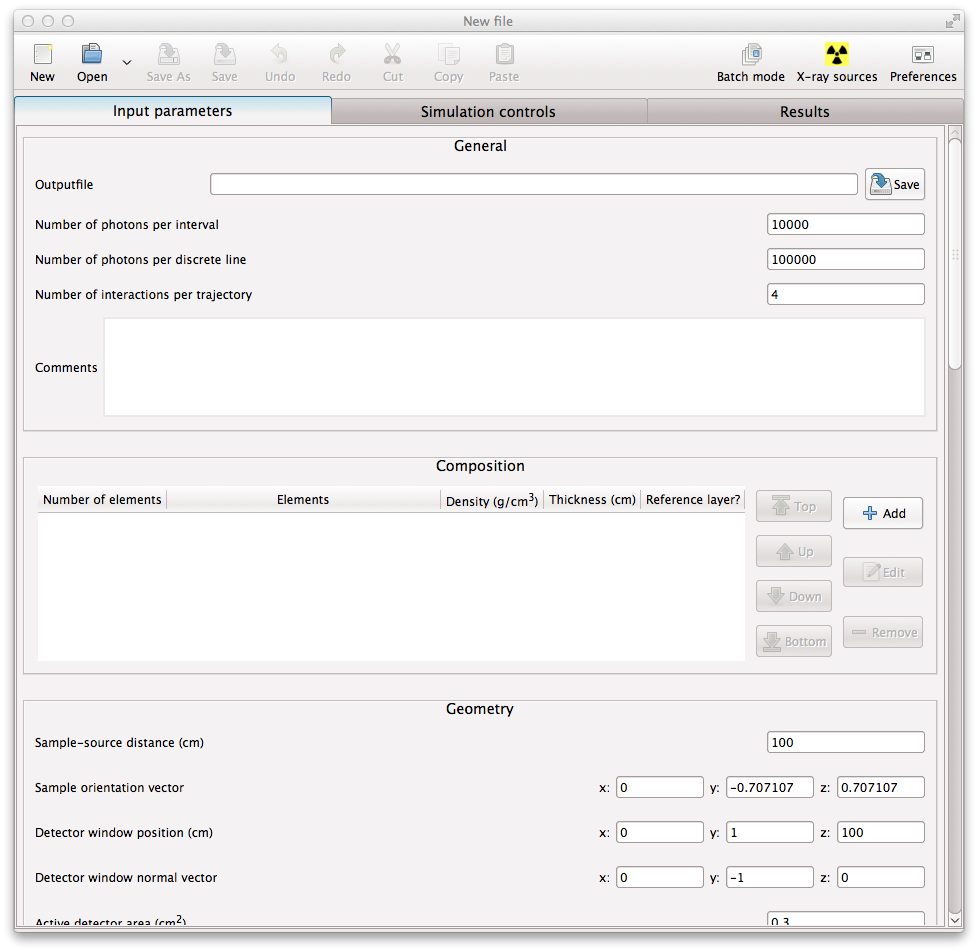 New file
New Open Save As Save Undo Redo Cut Copy Paste Batch mode X-ray sources Preferences
Input parameters Simulation controls Results
General
Outputfile Save
Number of photons per interval 10000
Number of photons per discrete line 100000
Number of interactions per trajectory 4
Comments
Composition
Number of elements Elements Density (g/cm³) Thickness (cm) Reference layer?
Top
Add
Up
Edit
Down
Remove
Bottom
Geometry
Sample-source distance (cm) 100
Sample orientation vector x: 0 y: -0.707107 z: 0.707107
Detector window position (cm) x: 0 y: 1 z: 100
Detector window normal vector x: 0 y: -1 z: 0
Active detector area (cm²) 0.3